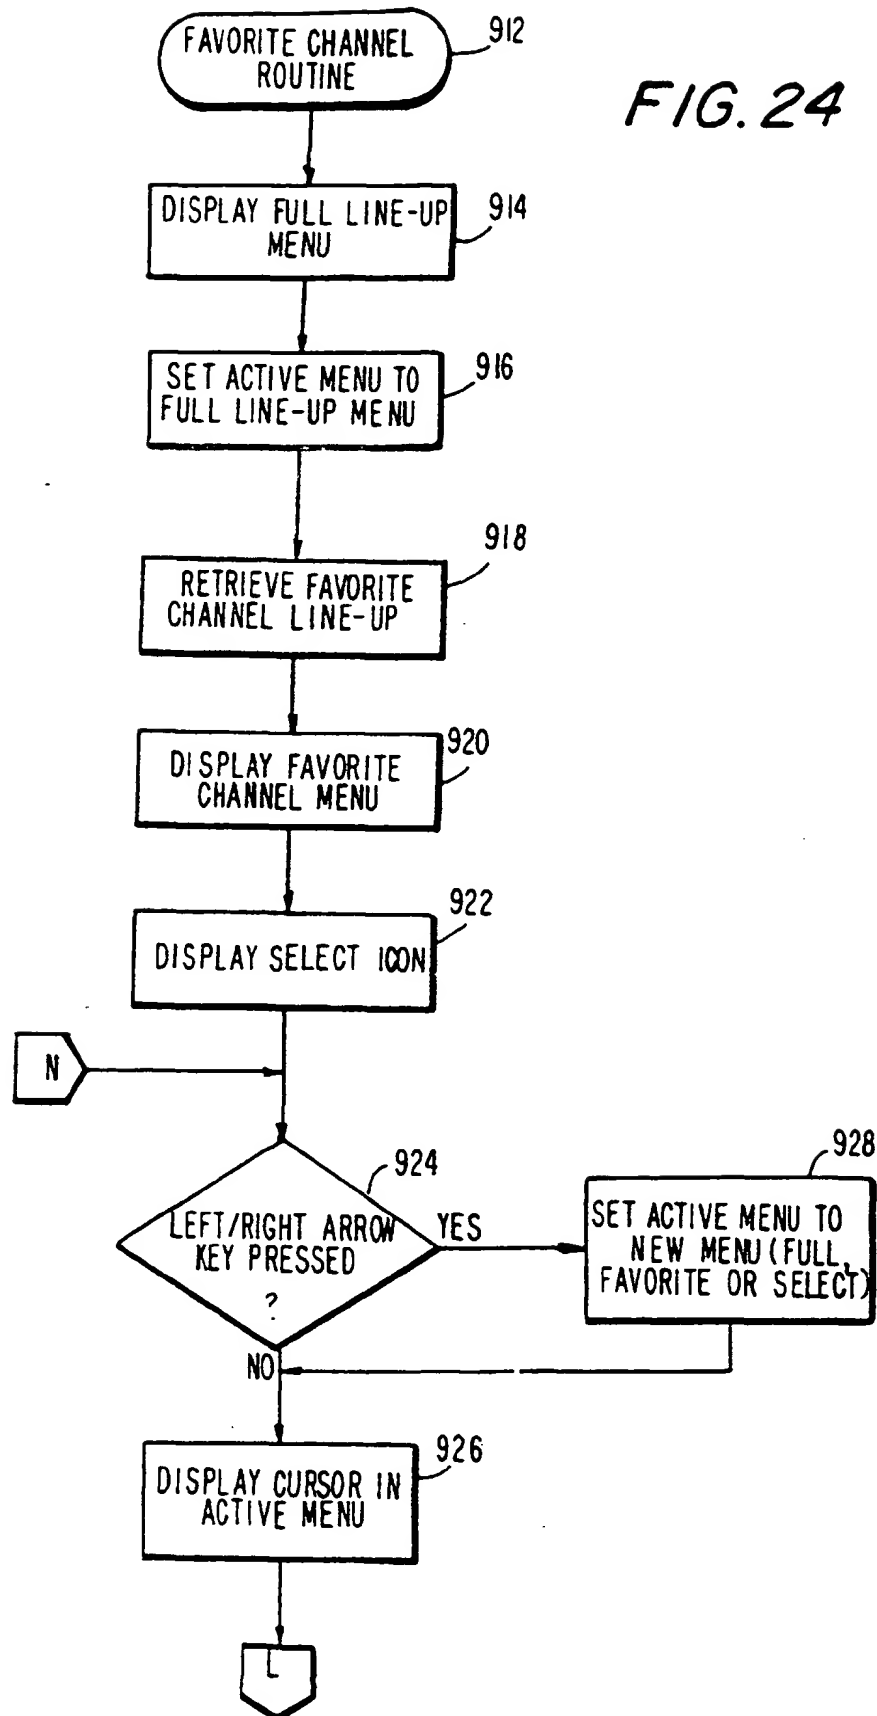 FAVORITE CHANNEL
ROUTINE
912
FIG. 24
DISPLAY FULL LINE-UP
MENU
914
SET ACTIVE MENU TO
FULL LINE-UP MENU
916
RETRIEVE FAVORITE
CHANNEL LINE-UP
918
DISPLAY FAVORITE
CHANNEL MENU
920
DISPLAY SELECT ICON
922
N
LEFT/RIGHT ARROW
KEY PRESSED
?
924
YES
SET ACTIVE MENU TO
NEW MENU (FULL,
FAVORITE OR SELECT)
928
NO
DISPLAY CURSOR IN
ACTIVE MENU
926
L